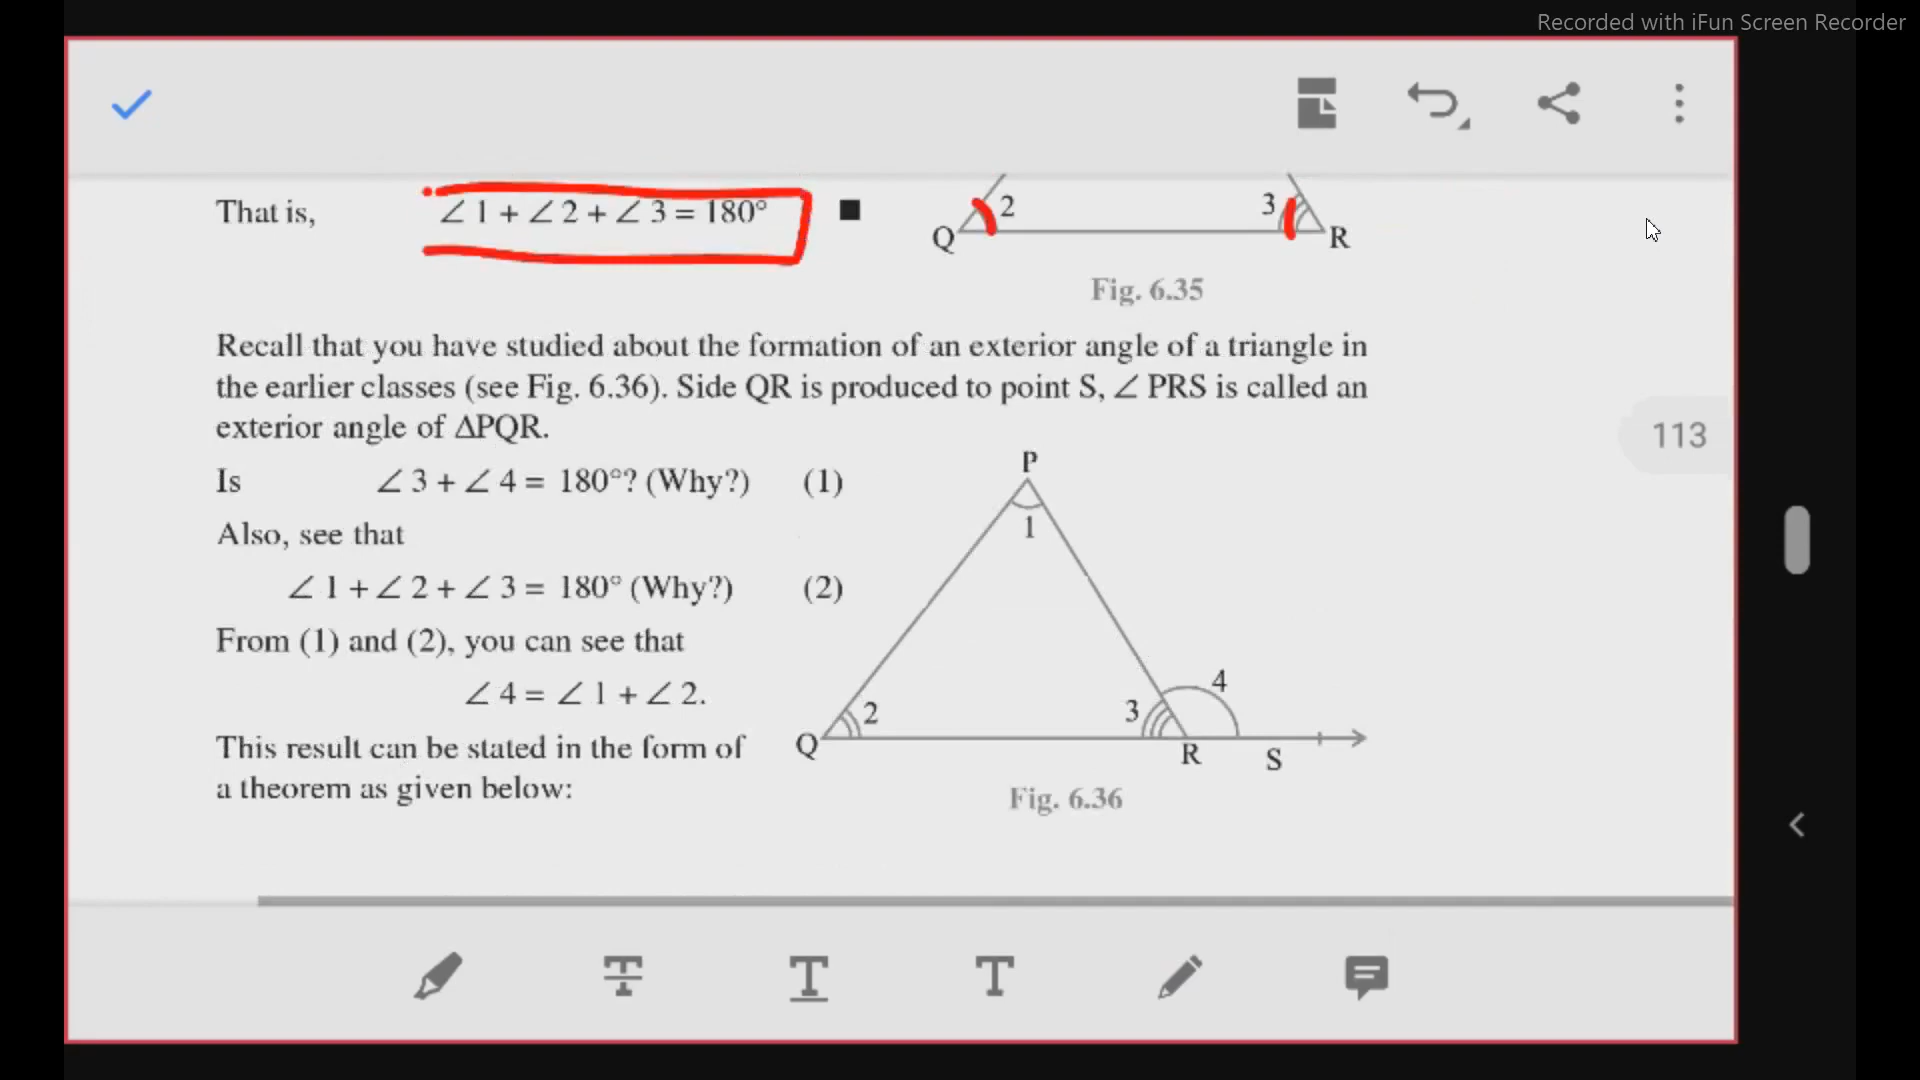 Recorded with iFun Screen Recorder
That is, ∠ 1 + ∠ 2 + ∠ 3 = 180° ■
2
3
Q
R
Fig. 6.35
Recall that you have studied about the formation of an exterior angle of a triangle in
the earlier classes (see Fig. 6.36). Side QR is produced to point S, ∠ PRS is called an
exterior angle of ΔPQR.
113
Is ∠ 3 + ∠ 4 = 180°? (Why?) (1)
Also, see that
∠ 1 + ∠ 2 + ∠ 3 = 180° (Why?) (2)
From (1) and (2), you can see that
∠ 4 = ∠ 1 + ∠ 2.
This result can be stated in the form of
a theorem as given below:
P
1
2
3
4
Q
R
S
Fig. 6.36